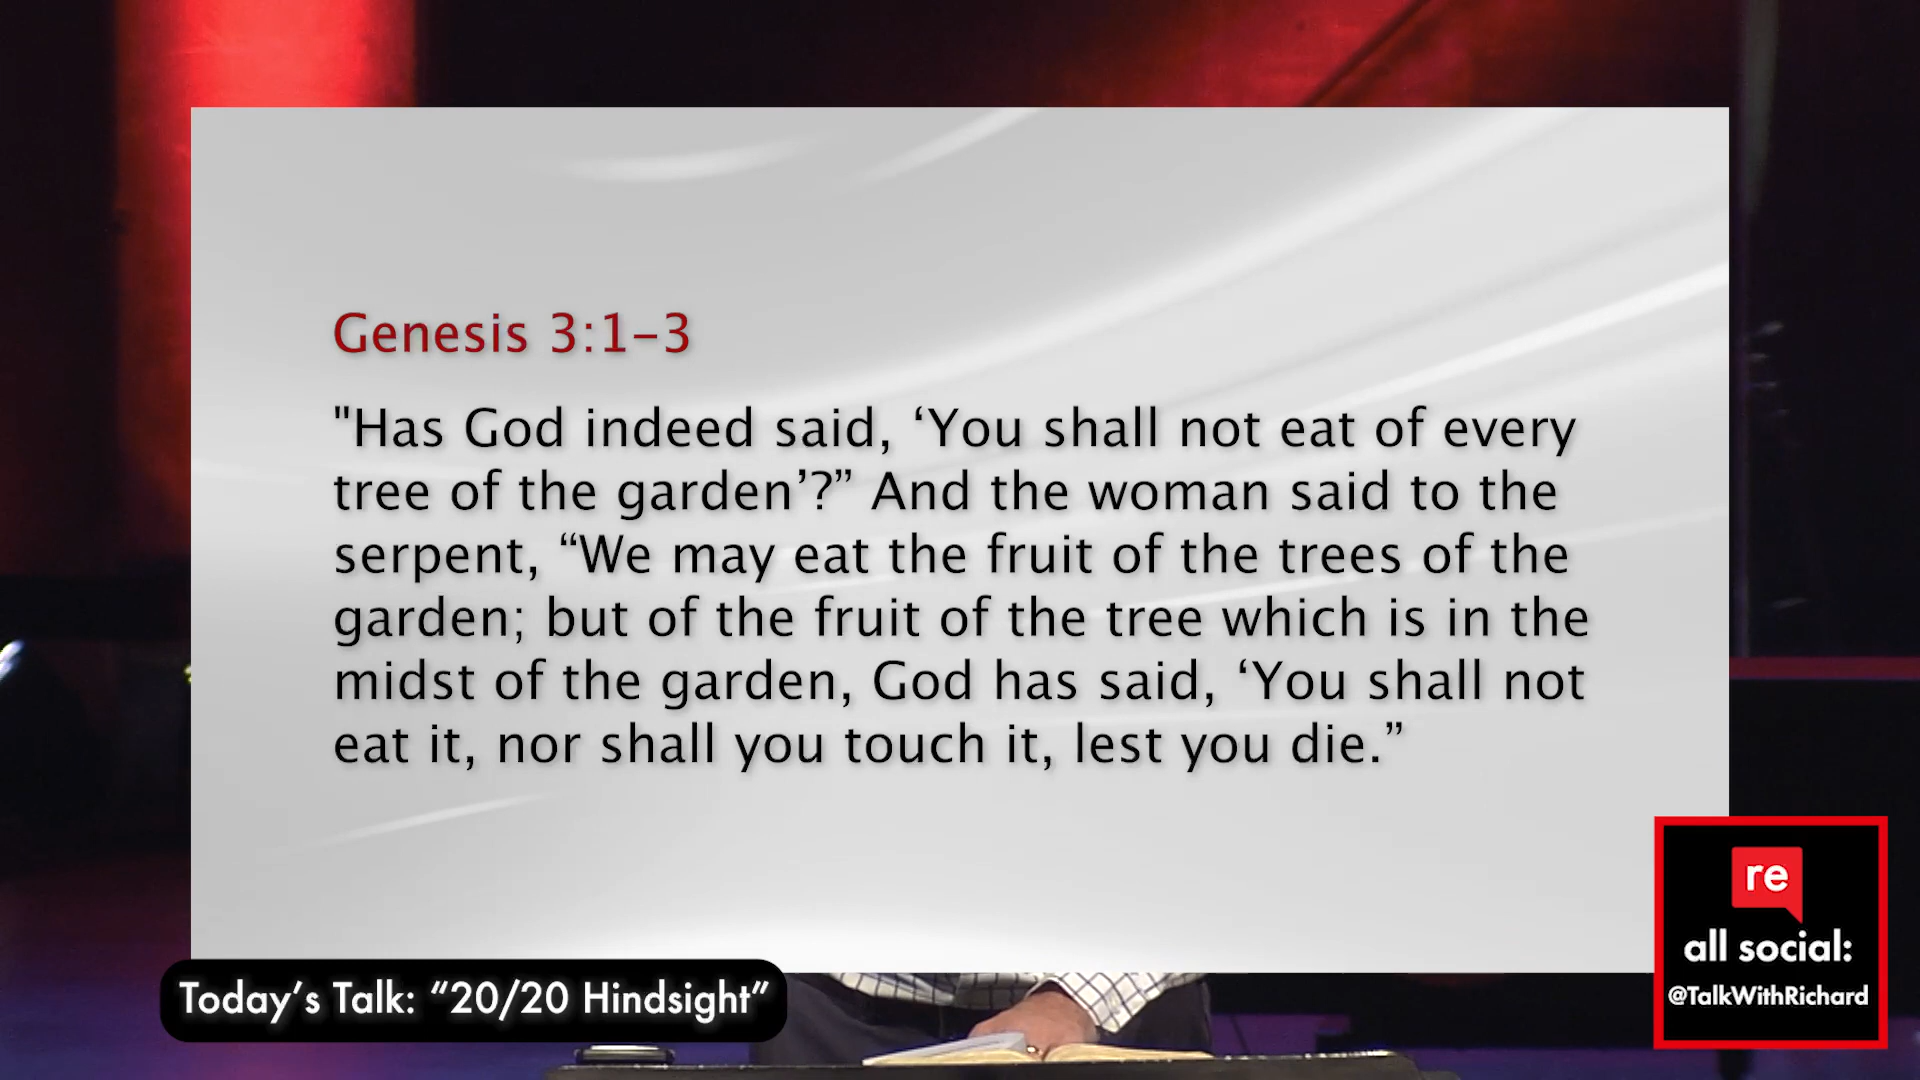 Genesis 3:1–3
"Has God indeed said, ‘You shall not eat of every
tree of the garden’?” And the woman said to the
serpent, “We may eat the fruit of the trees of the
garden; but of the fruit of the tree which is in the
midst of the garden, God has said, ‘You shall not
eat it, nor shall you touch it, lest you die.”
Today’s Talk: “20/20 Hindsight”
re
all social:
@TalkWithRichard